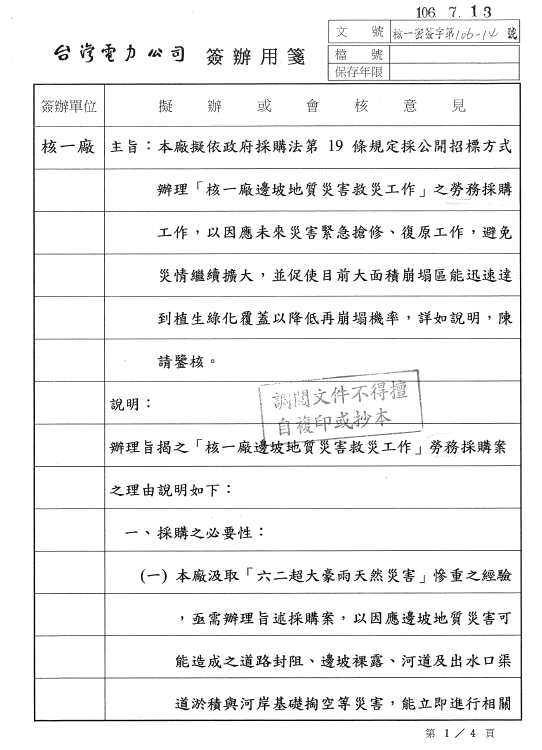 106. 7. 13
文號 核一密簽字第106-14號
台灣電力公司 簽辦用箋
檔號
保存年限
簽辦單位 擬辦或會核意見
核一廠 主旨：本廠擬依政府採購法第 19 條規定採公開招標方式
辦理「核一廠邊坡地質災害救災工作」之勞務採購
工作，以因應未來災害緊急搶修、復原工作，避免
災情繼續擴大，並促使目前大面積崩塌區能迅速達
到植生綠化覆蓋以降低再崩塌機率，詳如說明，陳
請鑒核。
調閱文件不得擅
自複印或抄本
說明：
辦理旨揭之「核一廠邊坡地質災害救災工作」勞務採購案
之理由說明如下：
一、採購之必要性：
(一) 本廠汲取「六二超大豪雨天然災害」慘重之經驗
，亟需辦理旨述採購案，以因應邊坡地質災害可
能造成之道路封阻、邊坡裸露、河道及出水口渠
道淤積與河岸基礎掏空等災害，能立即進行相關
第 1 / 4 頁